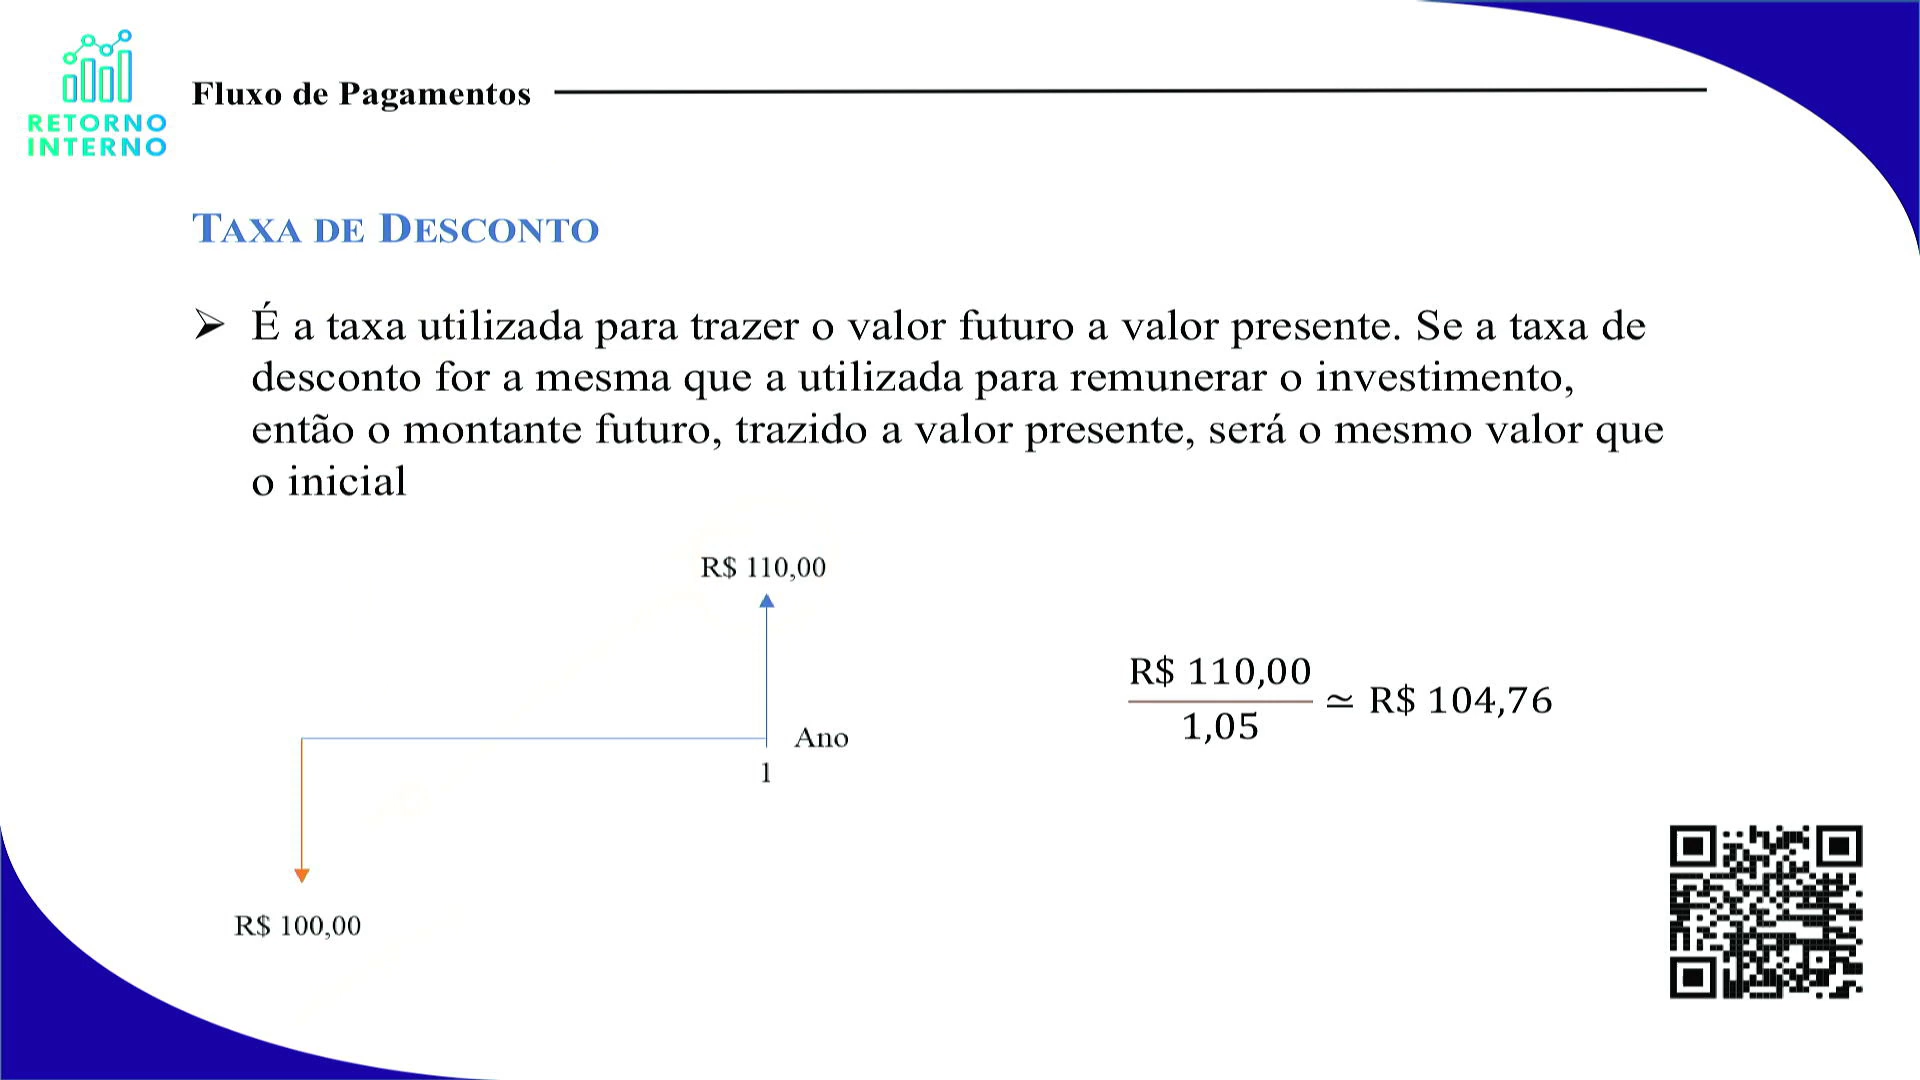 RETORNO
INTERNO
Fluxo de Pagamentos
TAXA DE DESCONTO
➢ É a taxa utilizada para trazer o valor futuro a valor presente. Se a taxa de
desconto for a mesma que a utilizada para remunerar o investimento,
então o montante futuro, trazido a valor presente, será o mesmo valor que
o inicial
R$ 110,00
Ano
1
R$ 100,00
R$ 110,00
1,05
≃ R$ 104,76